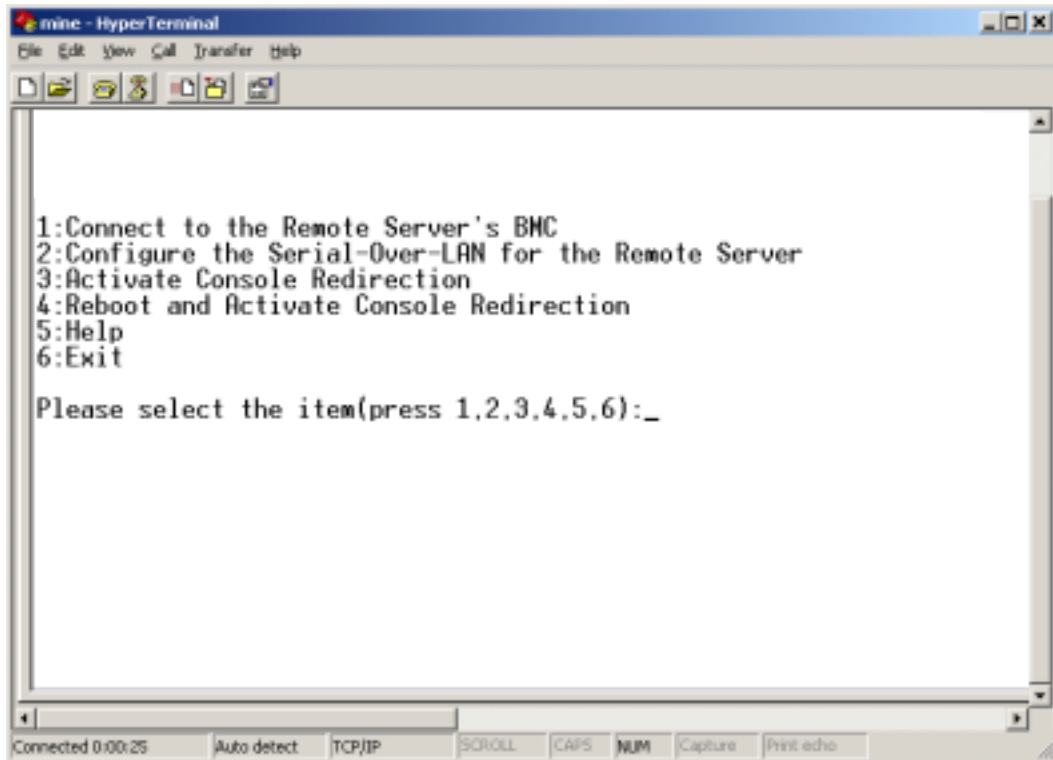 mine - HyperTerminal
File Edit View Call Transfer Help
1:Connect to the Remote Server's BMC
2:Configure the Serial-Over-LAN for the Remote Server
3:Activate Console Redirection
4:Reboot and Activate Console Redirection
5:Help
6:Exit
Please select the item(press 1,2,3,4,5,6):_
Connected 0:00:25 Auto detect TCP/IP SCROLL CAPS NUM Capture Print echo